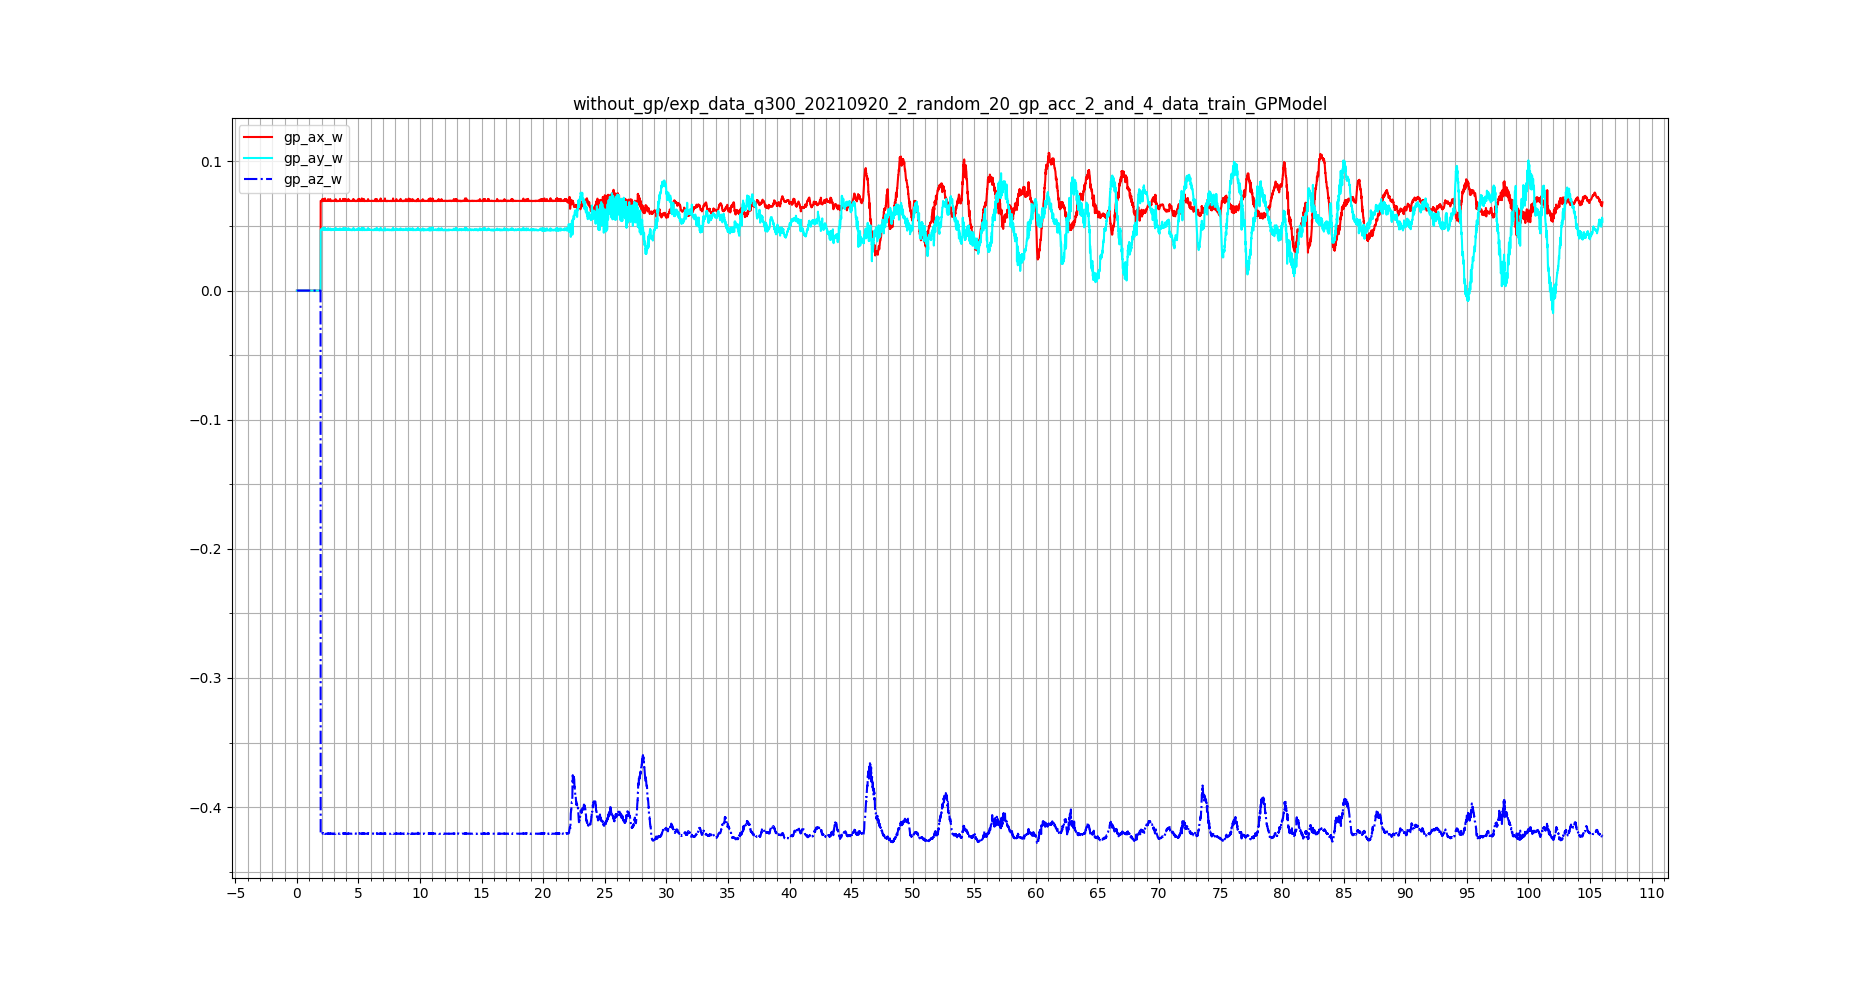 without_gp/exp_data_q300_20210920_2_random_20_gp_acc_2_and_4_data_train_GPModel
gp_ax_w
gp_ay_w
gp_az_w
0.1
0.0
−0.1
−0.2
−0.3
−0.4
−5 0 5 10 15 20 25 30 35 40 45 50 55 60 65 70 75 80 85 90 95 100 105 110